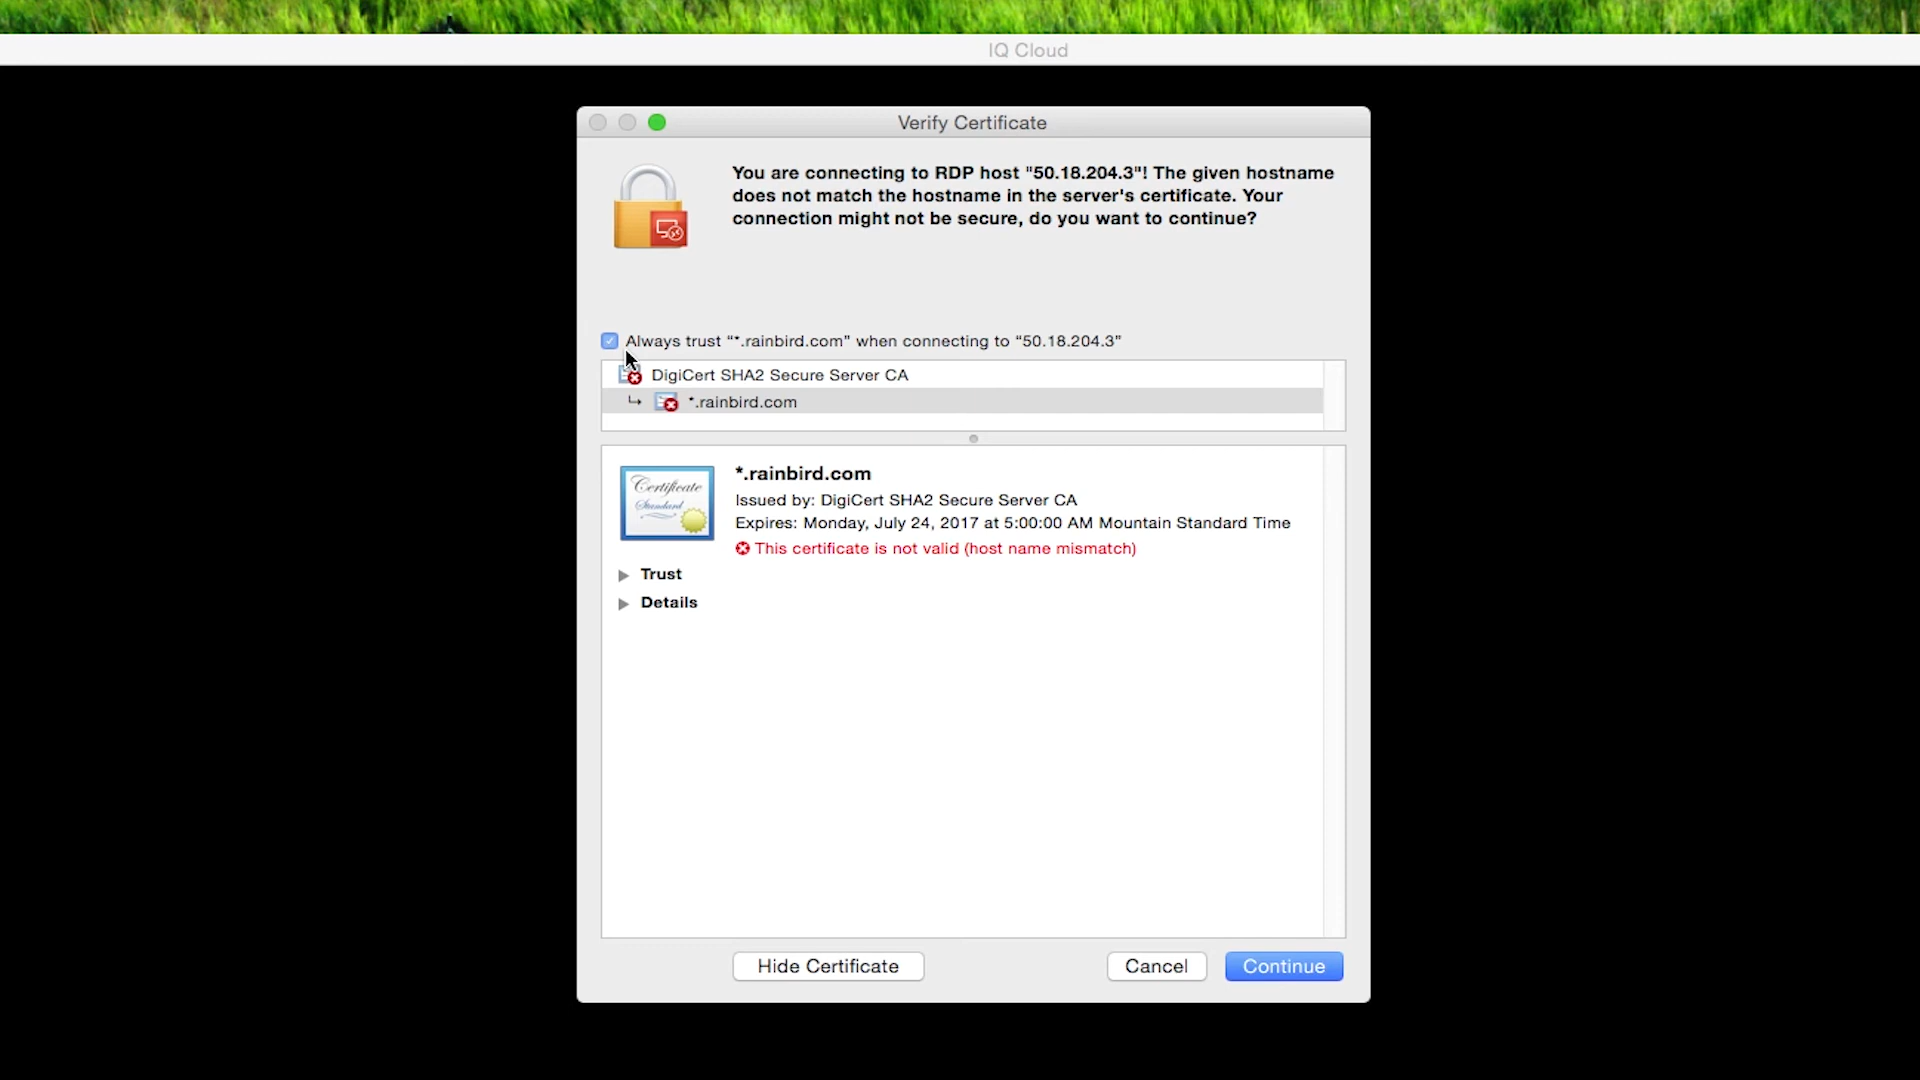 IQ Cloud
Verify Certificate
You are connecting to RDP host "50.18.204.3"! The given hostname
does not match the hostname in the server's certificate. Your
connection might not be secure, do you want to continue?
Always trust “*.rainbird.com” when connecting to “50.18.204.3”
DigiCert SHA2 Secure Server CA
*.rainbird.com
Certificate
Standard
*.rainbird.com
Issued by: DigiCert SHA2 Secure Server CA
Expires: Monday, July 24, 2017 at 5:00:00 AM Mountain Standard Time
This certificate is not valid (host name mismatch)
Trust
Details
Hide Certificate
Cancel
Continue